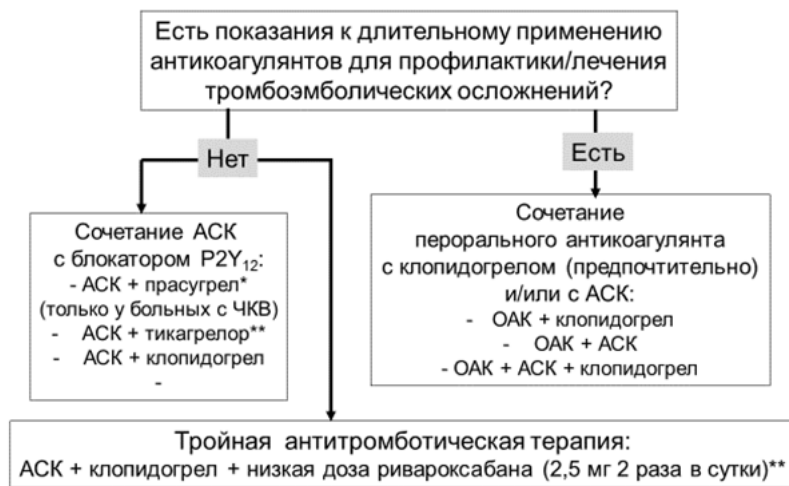 Есть показания к длительному применению
антикоагулянтов для профилактики/лечения
тромбоэмболических осложнений?
Нет
Есть
Сочетание АСК
с блокатором P2Y12:
- АСК + прасугрел*
(только у больных с ЧКВ)
- АСК + тикагрелор**
- АСК + клопидогрел
-
Сочетание
перорального антикоагулянта
с клопидогрелом (предпочтительно)
и/или с АСК:
- ОАК + клопидогрел
- ОАК + АСК
- ОАК + АСК + клопидогрел
Тройная антитромботическая терапия:
АСК + клопидогрел + низкая доза ривароксабана (2,5 мг 2 раза в сутки)**